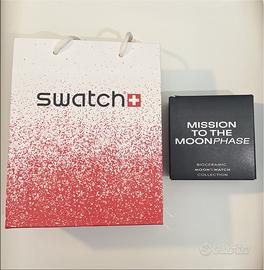 swatch
MISSION
TO THE
MOONPHASE
BIOCERAMIC
MOONSWATCH
COLLECTION